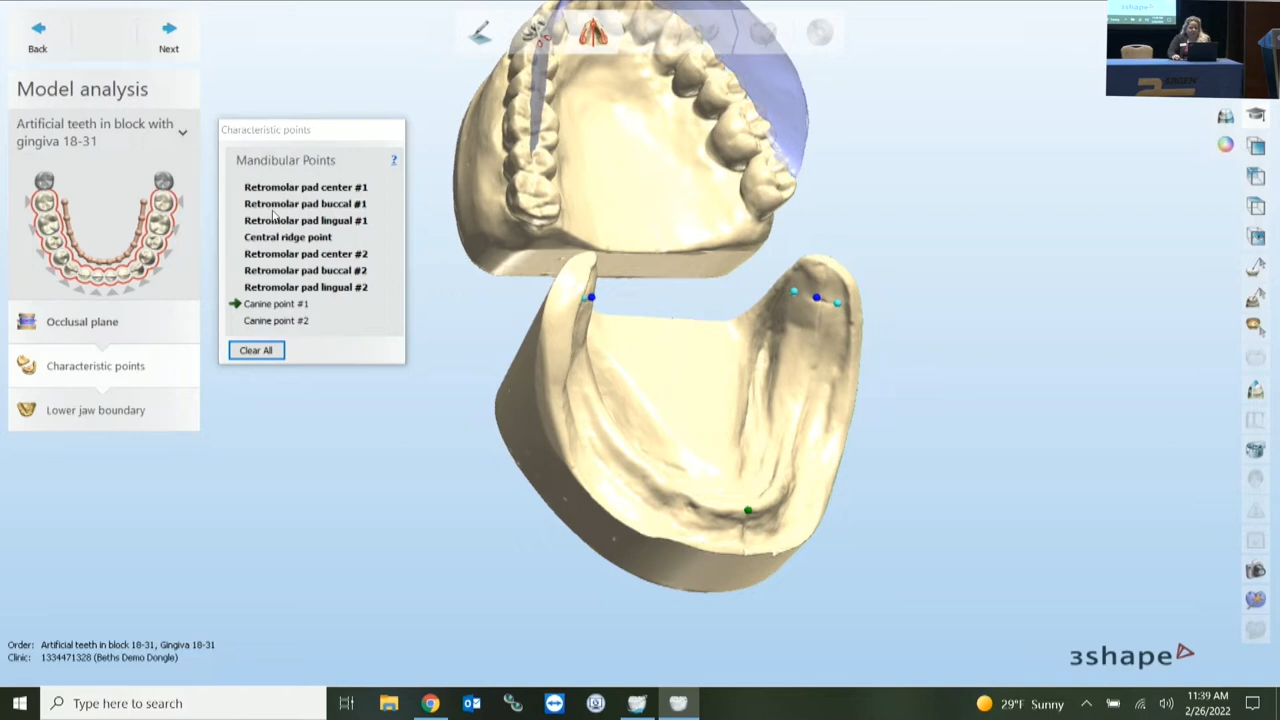 Back
Next
Model analysis
Artificial teeth in block with
gingiva 18-31
Occlusal plane
Characteristic points
Lower jaw boundary
Characteristic points
Mandibular Points
?
Retromolar pad center #1
Retromolar pad buccal #1
Retromolar pad lingual #1
Central ridge point
Retromolar pad center #2
Retromolar pad buccal #2
Retromolar pad lingual #2
Canine point #1
Canine point #2
Clear All
3shape
ARGEN
Order: Artificial teeth in block 18-31, Gingiva 18-31
Clinic: 1334471328 (Beths Demo Dongle)
3shape
Type here to search
29°F Sunny
11:39 AM
2/26/2022